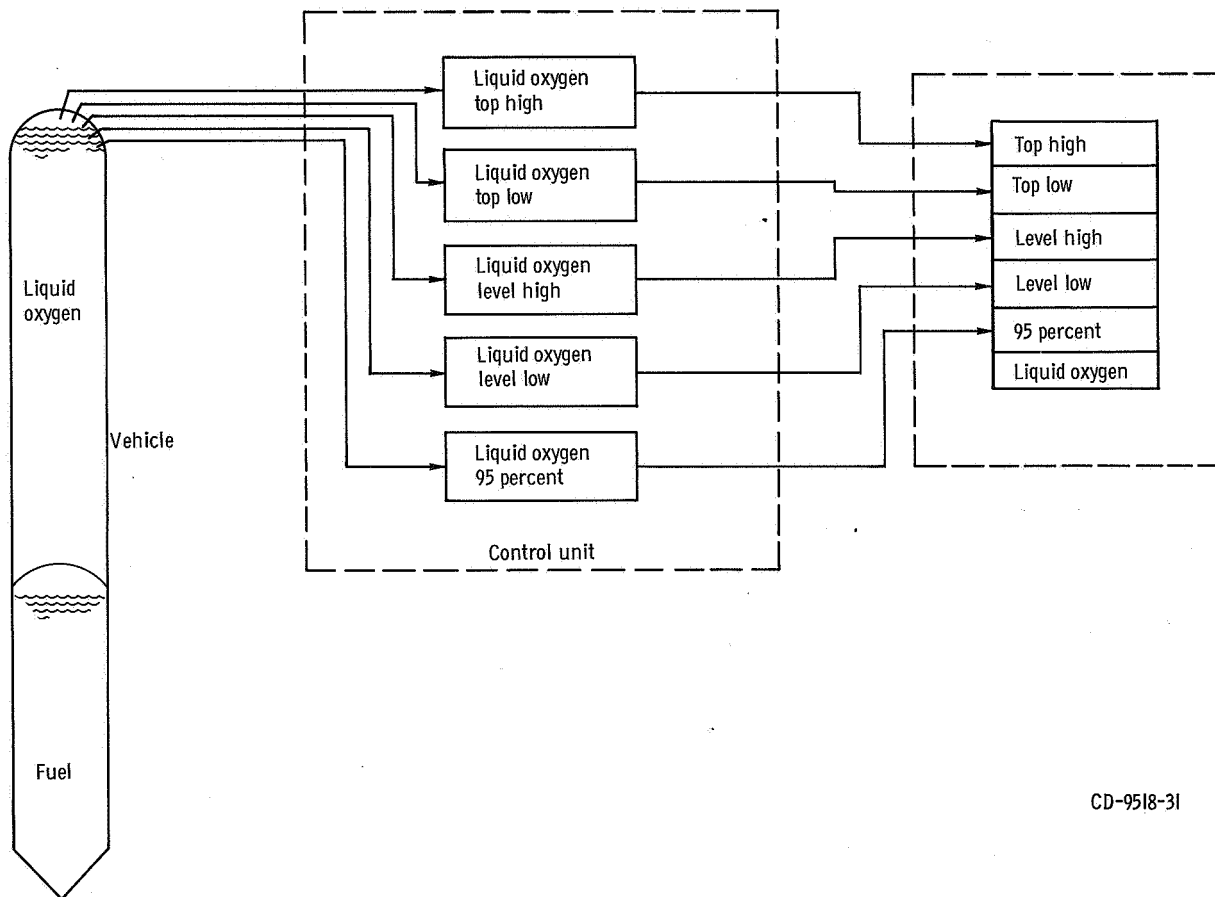 Liquid oxygen
top high
Liquid oxygen
top low
Liquid oxygen
level high
Liquid oxygen
level low
Liquid oxygen
95 percent
Control unit
Top high
Top low
Level high
Level low
95 percent
Liquid oxygen
Liquid
oxygen
Vehicle
Fuel
CD-9518-31